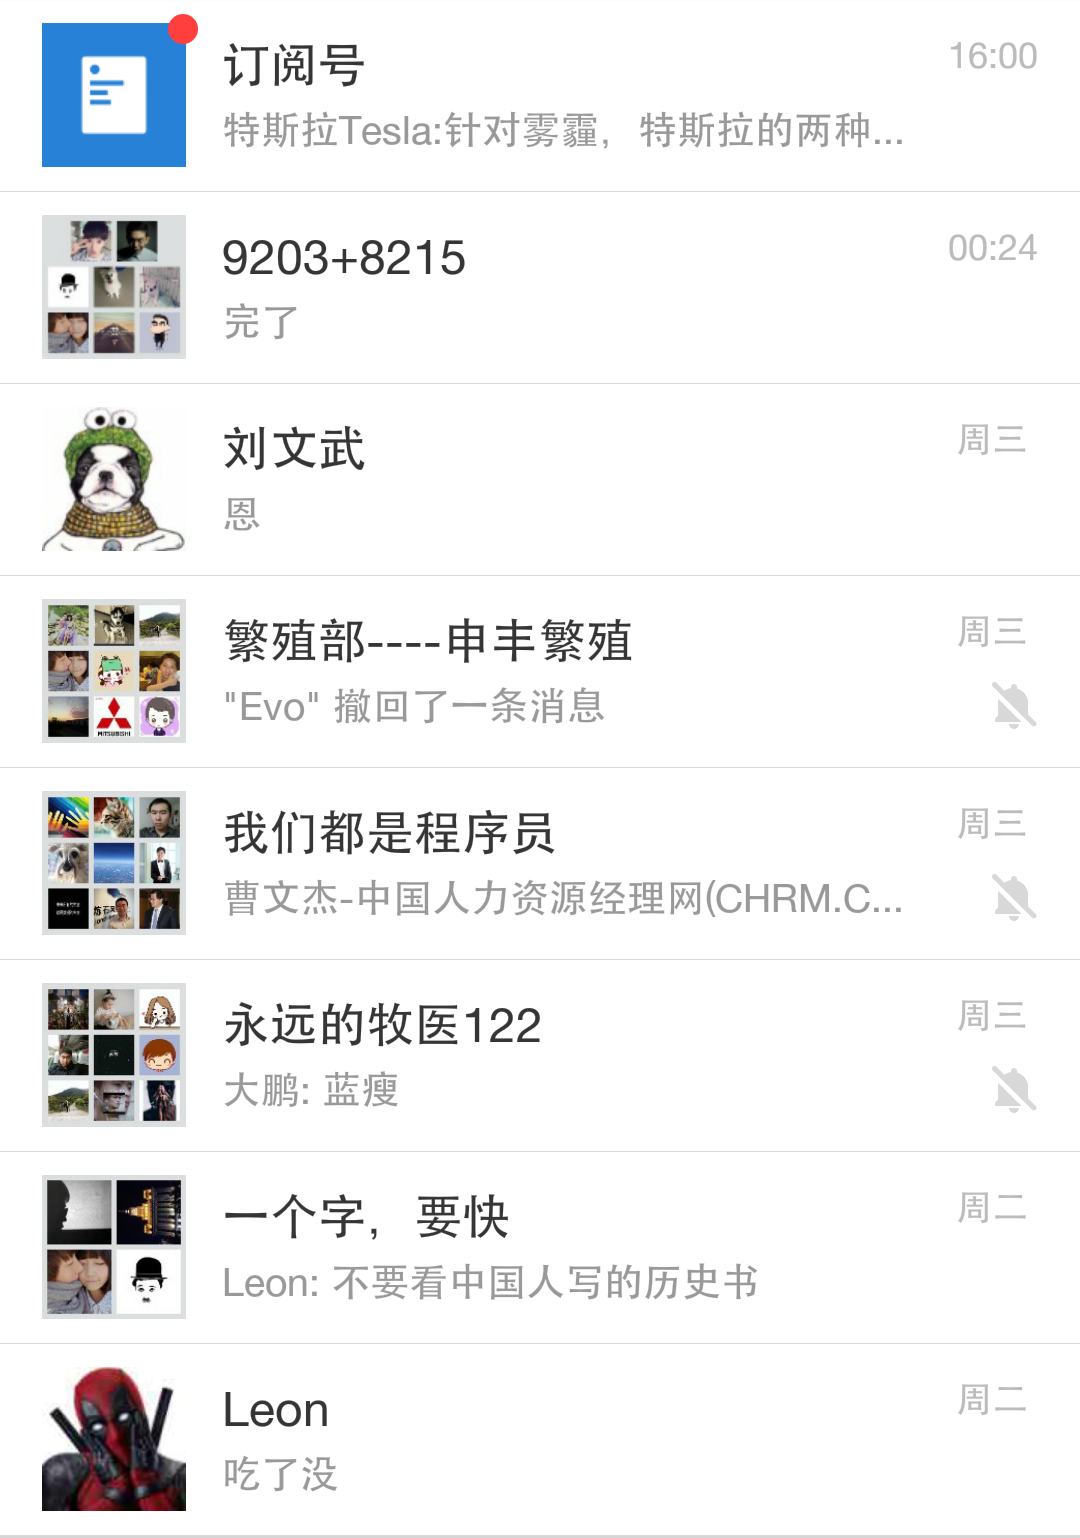 订阅号
16:00
特斯拉Tesla:针对雾霾，特斯拉的两种...
9203+8215
00:24
完了
刘文武
周三
恩
繁殖部----申丰繁殖
周三
"Evo" 撤回了一条消息
MITSUBISHI
我们都是程序员
周三
曹文杰-中国人力资源经理网(CHRM.C...
永远的牧医122
周三
大鹏: 蓝瘦
一个字，要快
周二
Leon: 不要看中国人写的历史书
Leon
周二
吃了没